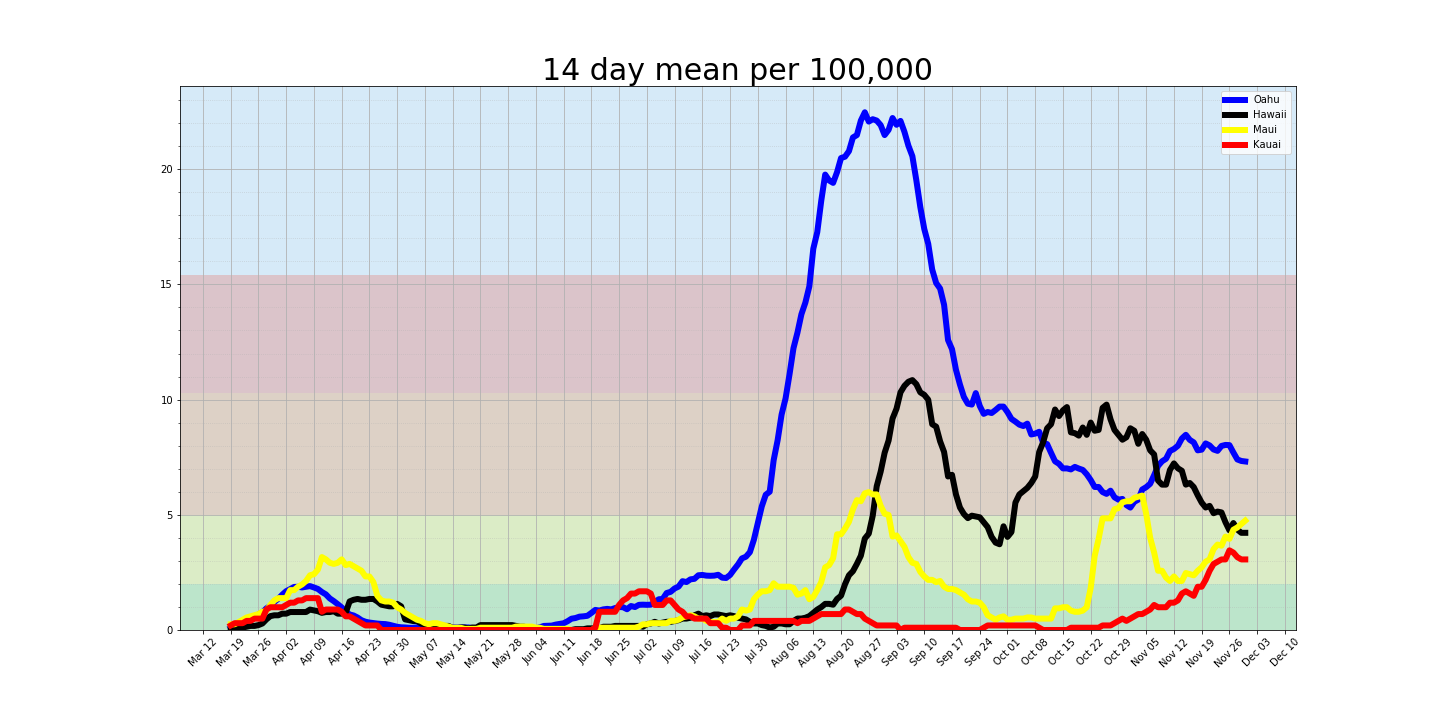 14 day mean per 100,000
Oahu
Hawaii
Maui
Kauai
20
15
10
5
0
Mar 12 Mar 19 Mar 26 Apr 02 Apr 09 Apr 16 Apr 23 Apr 30 May 07 May 14 May 21 May 28 Jun 04 Jun 11 Jun 18 Jun 25 Jul 02 Jul 09 Jul 16 Jul 23 Jul 30 Aug 06 Aug 13 Aug 20 Aug 27 Sep 03 Sep 10 Sep 17 Sep 24 Oct 01 Oct 08 Oct 15 Oct 22 Oct 29 Nov 05 Nov 12 Nov 19 Nov 26 Dec 03 Dec 10